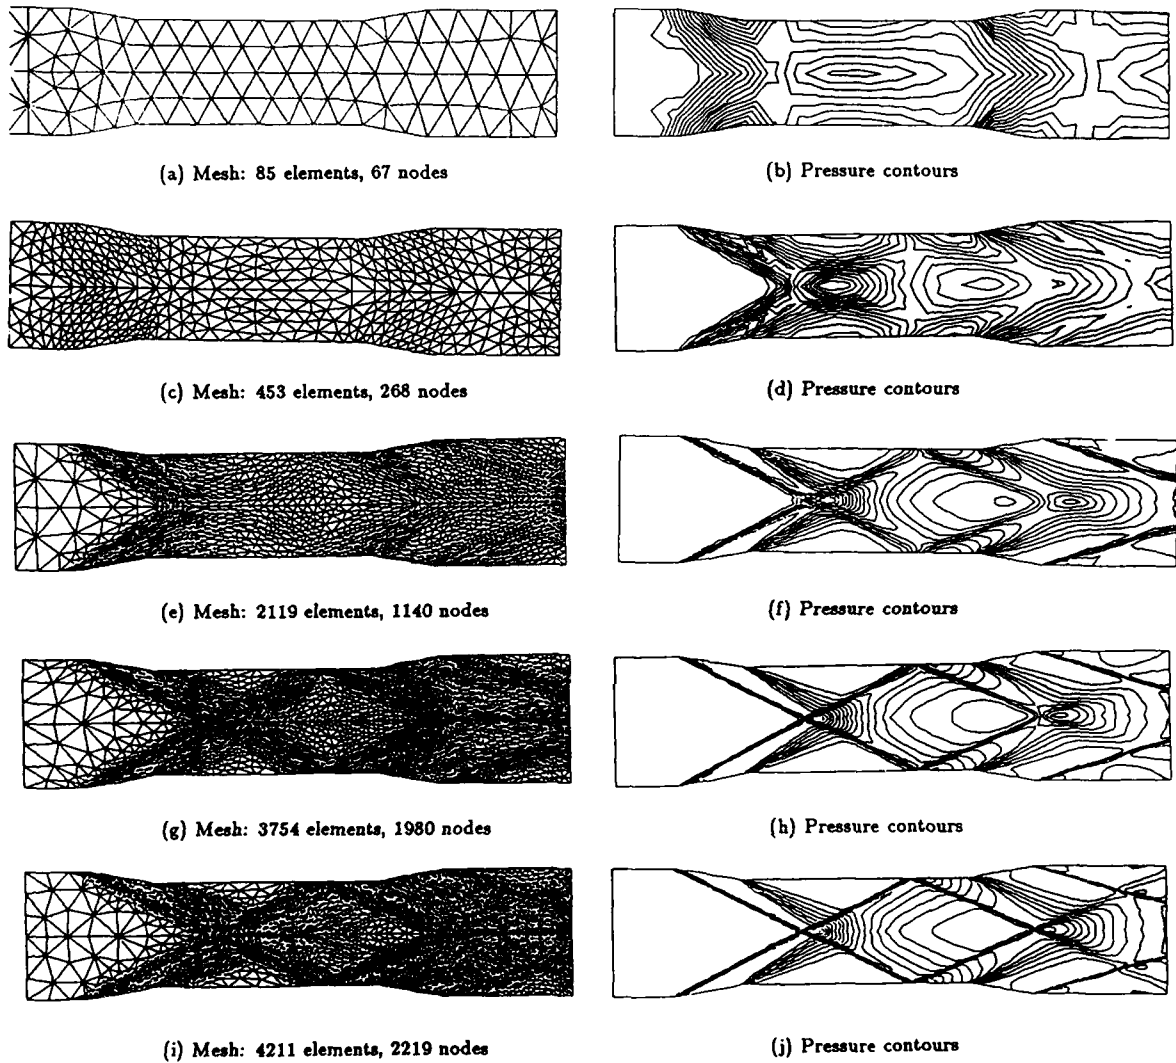 (a) Mesh: 85 elements, 67 nodes
(b) Pressure contours
(c) Mesh: 453 elements, 268 nodes
(d) Pressure contours
(e) Mesh: 2119 elements, 1140 nodes
(f) Pressure contours
(g) Mesh: 3754 elements, 1980 nodes
(h) Pressure contours
(i) Mesh: 4211 elements, 2219 nodes
(j) Pressure contours